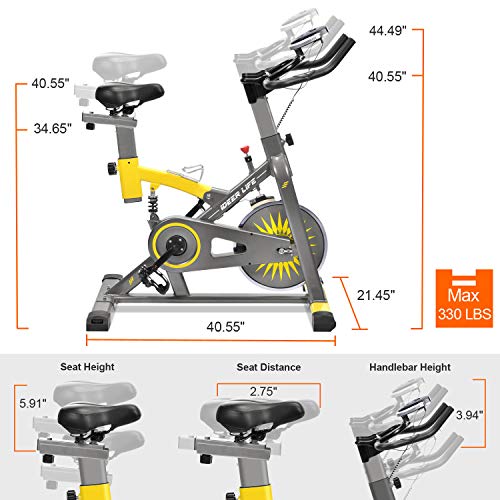 44.49"
40.55"
40.55"
34.65"
IDEER LIFE
21.45"
40.55"
Max
330 LBS
Seat Height
Seat Distance
Handlebar Height
5.91"
2.75"
3.94"